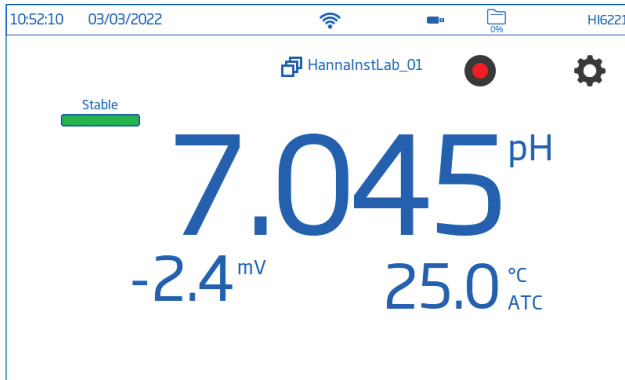 10:52:10 03/03/2022 0% HI6221
HannaInstLab_01
Stable
7.045 pH
-2.4 mV 25.0 °C
ATC